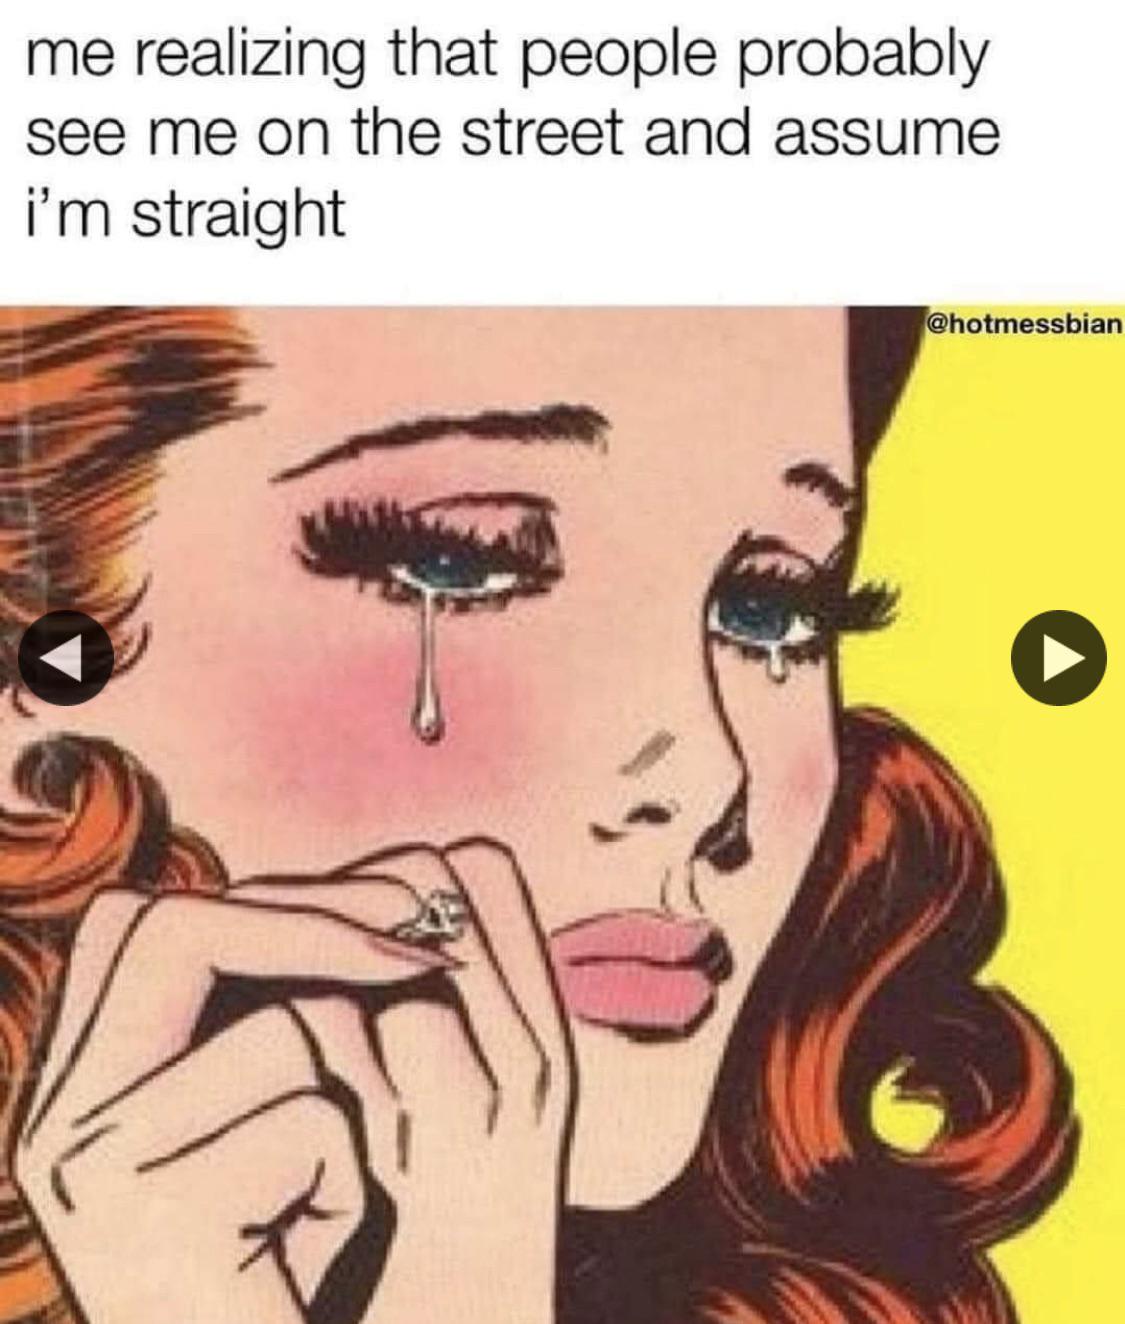 me realizing that people probably
see me on the street and assume
i’m straight
@hotmessbian